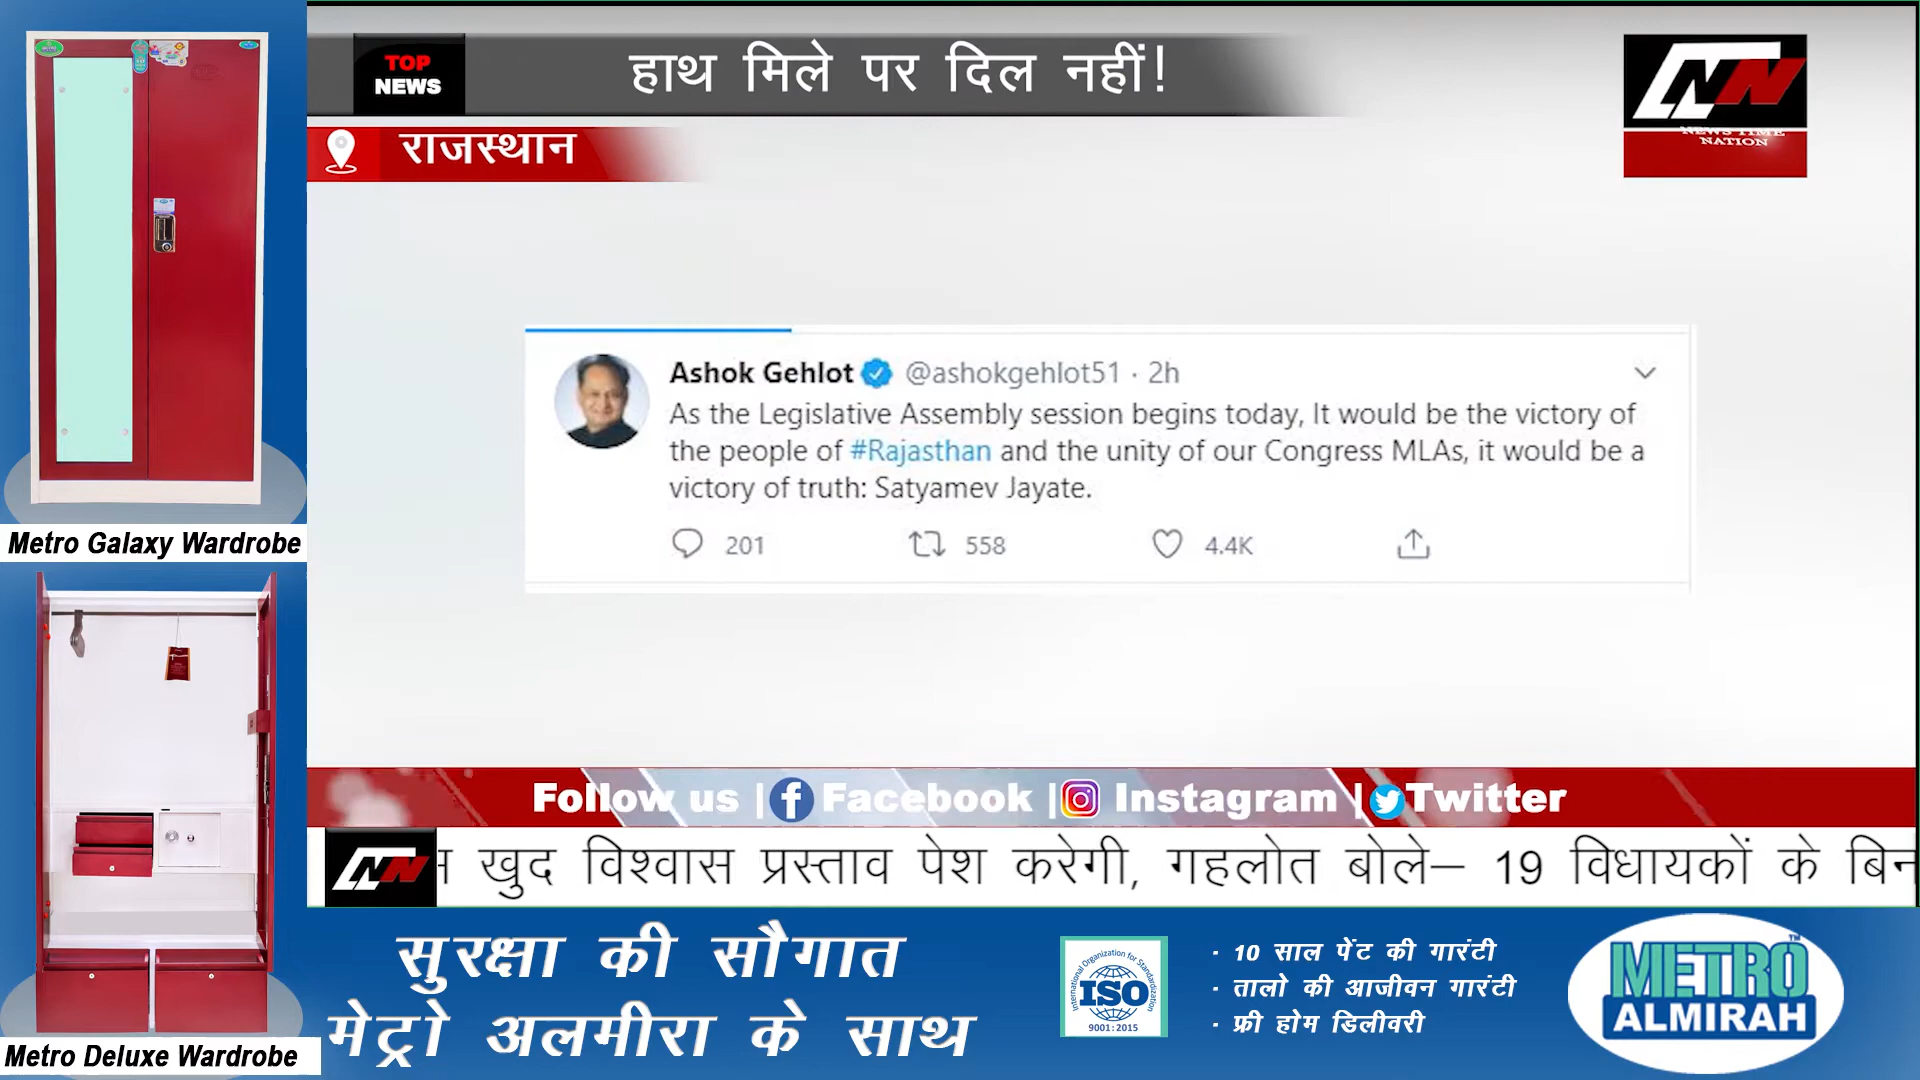 TOP
NEWS
हाथ मिले पर दिल नहीं!
NEWS TIME
NATION
राजस्थान
Ashok Gehlot @ashokgehlot51 · 2h
As the Legislative Assembly session begins today, It would be the victory of
the people of #Rajasthan and the unity of our Congress MLAs, it would be a
victory of truth: Satyamev Jayate.
201 558 4.4K
Metro Galaxy Wardrobe
Follow us | Facebook | Instagram | Twitter
खुद विश्वास प्रस्ताव पेश करेगी, गहलोत बोले– 19 विधायकों के
सुरक्षा की सौगात
मेट्रो अलमीरा के साथ
International Organization for Standardization
ISO
9001:2015
· 10 साल पेंट की गारंटी
· तालो की आजीवन गारंटी
· फ्री होम डिलीवरी
METRO™
ALMIRAH
Metro Deluxe Wardrobe